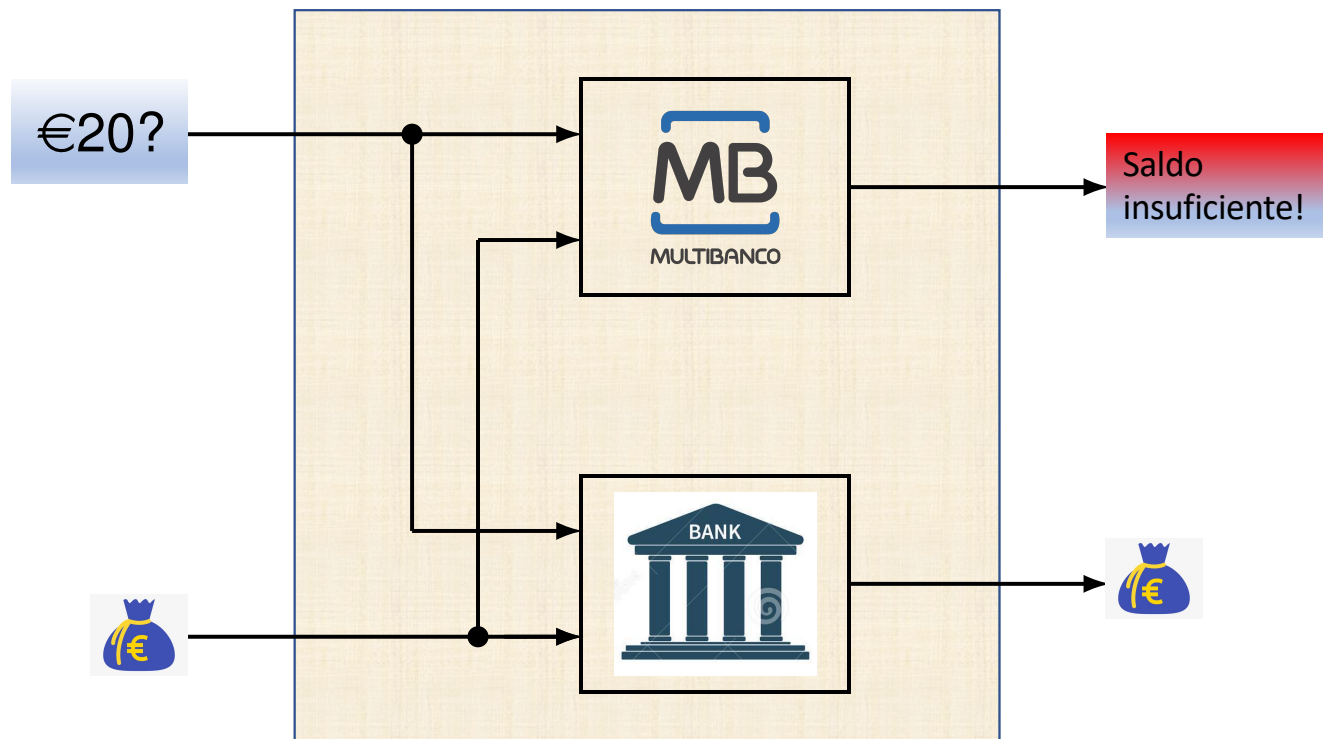 €20?
MB
MULTIBANCO
Saldo
insuficiente!
BANK
€
€